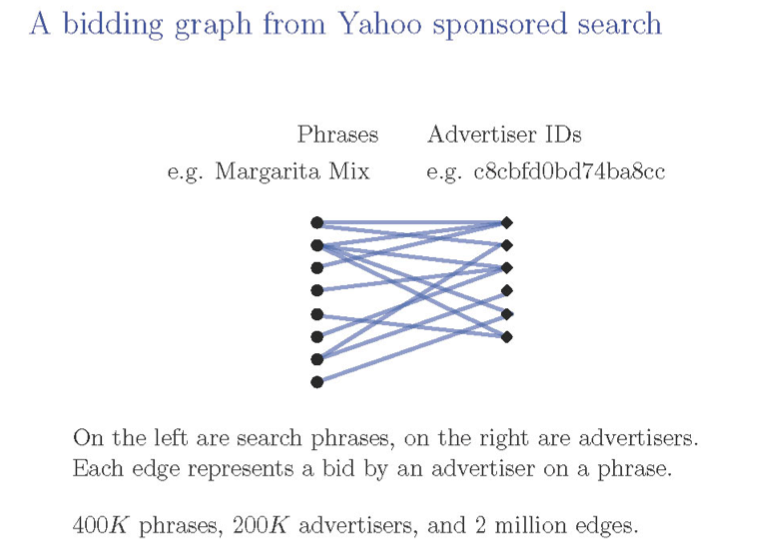 A bidding graph from Yahoo sponsored search
Phrases Advertiser IDs
e.g. Margarita Mix e.g. c8cbfd0bd74ba8cc
On the left are search phrases, on the right are advertisers.
Each edge represents a bid by an advertiser on a phrase.
400K phrases, 200K advertisers, and 2 million edges.